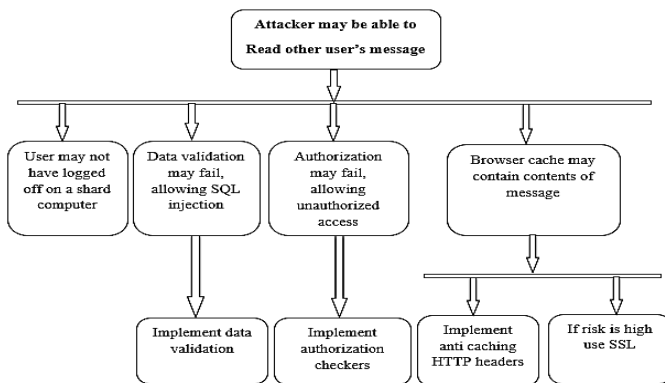 Attacker may be able to
Read other user's message
User may not
have logged
off on a shard
computer
Data validation
may fail,
allowing SQL
injection
Authorization
may fail,
allowing
unauthorized
access
Browser cache may
contain contents of
message
Implement data
validation
Implement
authorization
checkers
Implement
anti caching
HTTP headers
If risk is high
use SSL